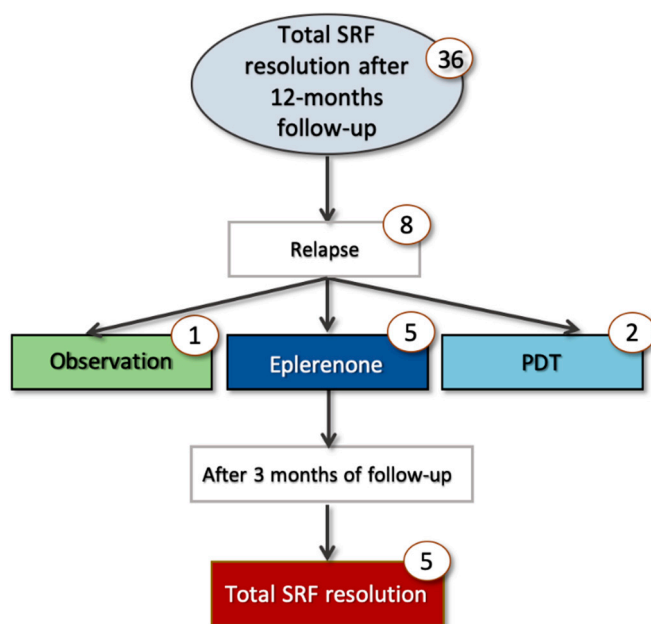 Total SRF
resolution after
12-months
follow-up
36
8
Relapse
1
5
2
Observation
Eplerenone
PDT
After 3 months of follow-up
5
Total SRF resolution